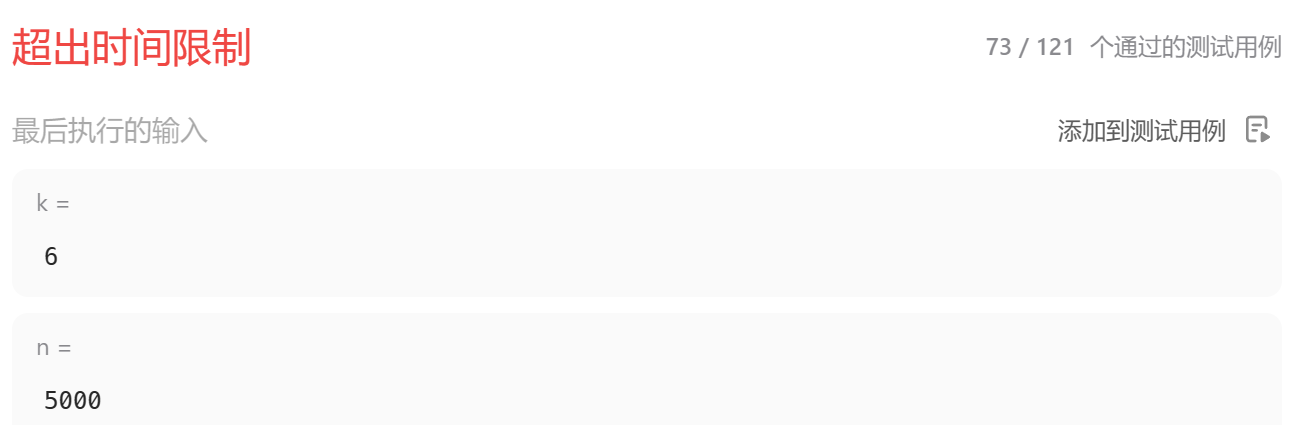 超出时间限制
73 / 121 个通过的测试用例
最后执行的输入
添加到测试用例
k =
6
n =
5000